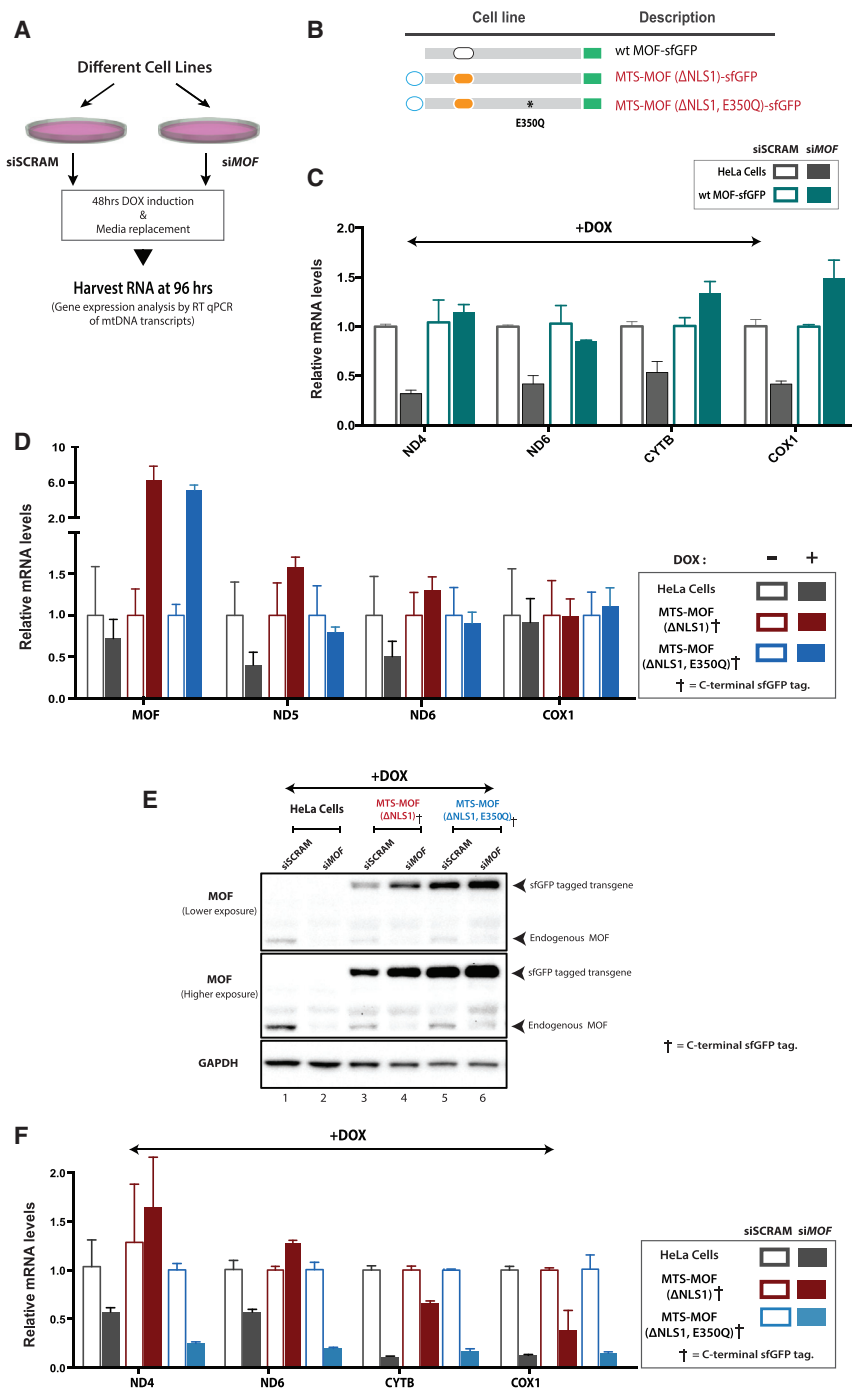 A
Different Cell Lines
siSCRAM
siMOF
48hrs DOX induction
&
Media replacement
Harvest RNA at 96 hrs
(Gene expression analysis by RT qPCR
of mtDNA transcripts)
B
Cell line
Description
wt MOF-sfGFP
MTS-MOF (ΔNLS1)-sfGFP
MTS-MOF (ΔNLS1, E350Q)-sfGFP
*
E350Q
C
siSCRAM siMOF
HeLa Cells
wt MOF-sfGFP
+DOX
Relative mRNA levels
2.0
1.5
1.0
0.5
0.0
ND4
ND6
CYTB
COX1
D
Relative mRNA levels
10
6.0
2.0
1.5
1.0
0.5
0.0
MOF
ND5
ND6
COX1
DOX : − +
HeLa Cells
MTS-MOF
(ΔNLS1)†
MTS-MOF
(ΔNLS1, E350Q)†
† = C-terminal sfGFP tag.
E
+DOX
HeLa Cells
MTS-MOF
(ΔNLS1)†
MTS-MOF
(ΔNLS1, E350Q)†
siSCRAM
siMOF
siSCRAM
siMOF
siSCRAM
siMOF
MOF
(Lower exposure)
sfGFP tagged transgene
Endogenous MOF
MOF
(Higher exposure)
sfGFP tagged transgene
Endogenous MOF
GAPDH
† = C-terminal sfGFP tag.
1 2 3 4 5 6
F
+DOX
Relative mRNA levels
2.0
1.5
1.0
0.5
0.0
ND4
ND6
CYTB
COX1
siSCRAM siMOF
HeLa Cells
MTS-MOF
(ΔNLS1)†
MTS-MOF
(ΔNLS1, E350Q)†
† = C-terminal sfGFP tag.